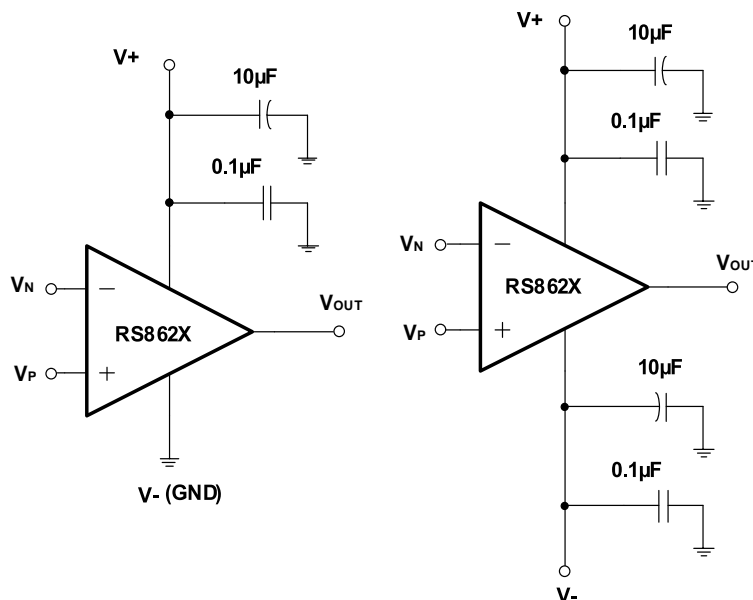 V+
10µF
0.1µF
VN
−
VP
+
RS862X
VOUT
V- (GND)
V+
10µF
0.1µF
VN
−
VP
+
RS862X
VOUT
10µF
0.1µF
V-